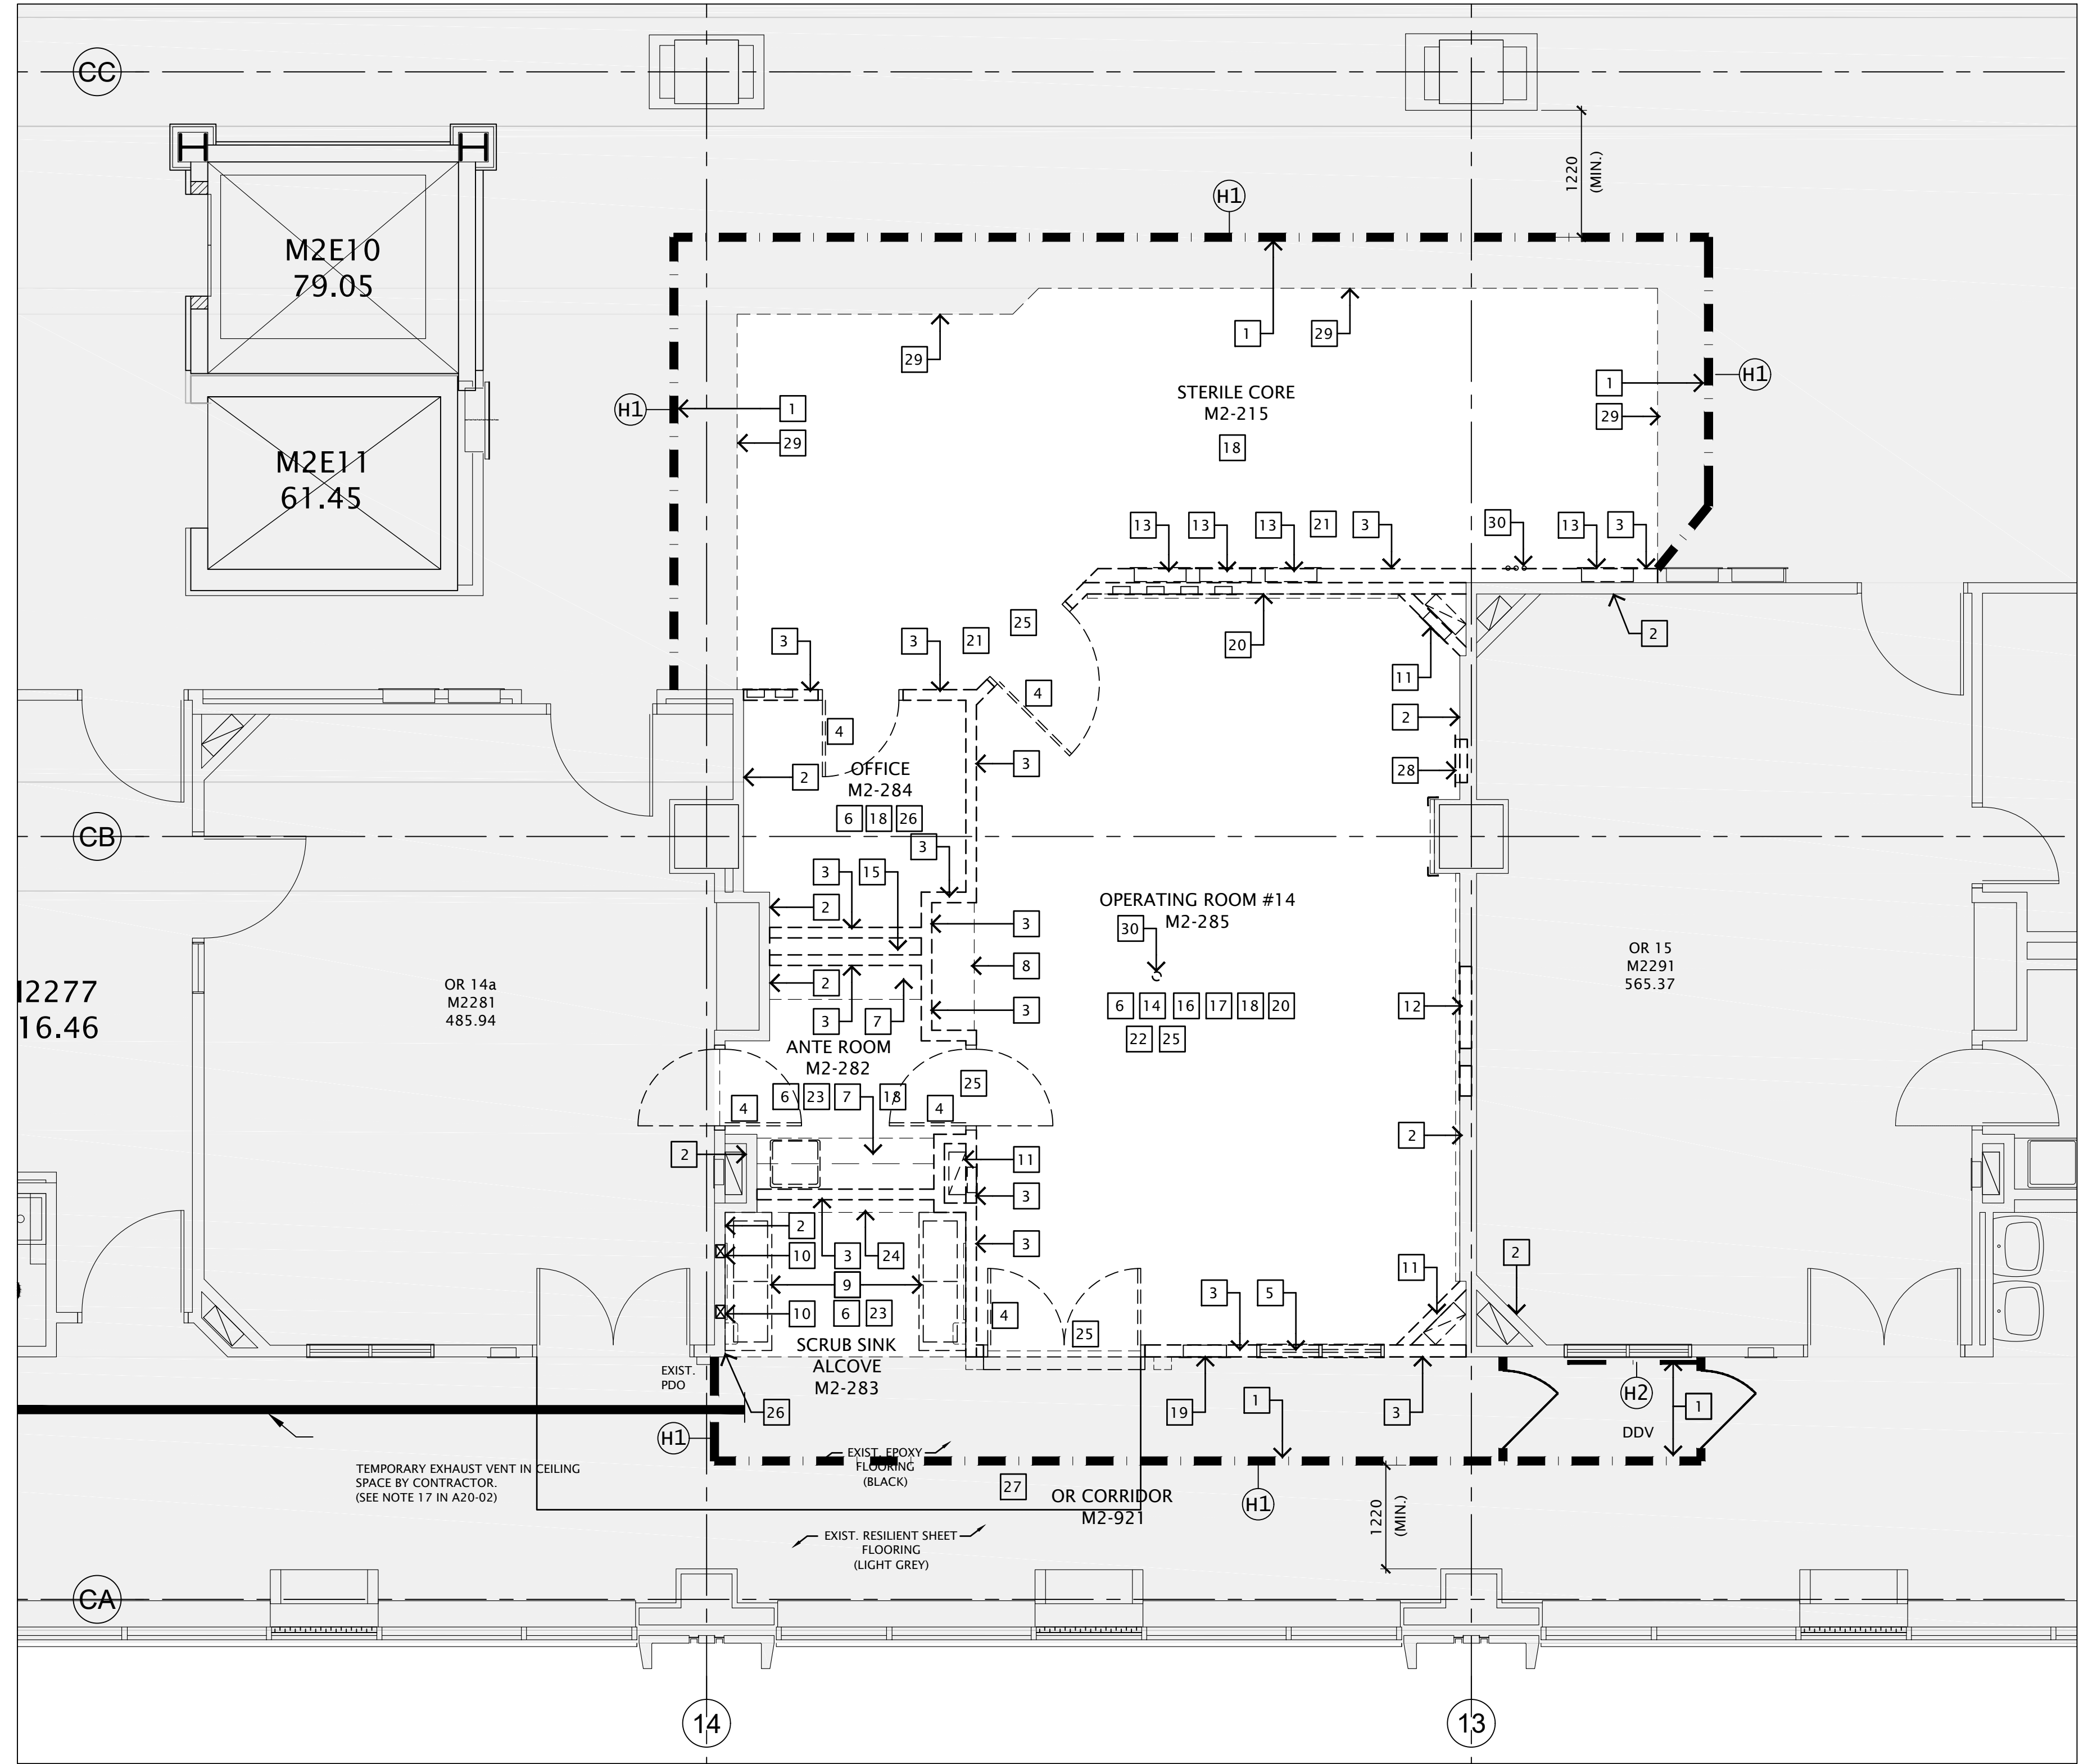 CC
1220
(MIN.)
H1
M2E10
79.05
1
29
29
STERILE CORE
M2-215
18
H1
1
29
1
29
H1
M2E11
61.45
13
13
13
21
3
30
13
3
3
3
21
25
20
2
11
4
4
2
28
3
2
OFFICE
M2-284
6 18 26
CB
3
3
15
2
OPERATING ROOM #14
M2-285
30
3
8
2
3
3
7
6 14 16 17 18 20
22 25
12
OR 14a
M2281
485.94
OR 15
M2291
565.37
2277
16.46
ANTE ROOM
M2-282
6 23 7 18
25
4
4
2
2
11
3
2
10
3
24
3
9
10
6 23
11
2
3
5
4
25
SCRUB SINK
ALCOVE
M2-283
EXIST.
PDO
26
19
1
3
H2
1
DDV
H1
EXIST. EPOXY
FLOORING
(BLACK)
TEMPORARY EXHAUST VENT IN CEILING
SPACE BY CONTRACTOR.
(SEE NOTE 17 IN A20-02)
27
OR CORRIDOR
M2-921
H1
1220
(MIN.)
EXIST. RESILIENT SHEET
FLOORING
(LIGHT GREY)
CA
14
13